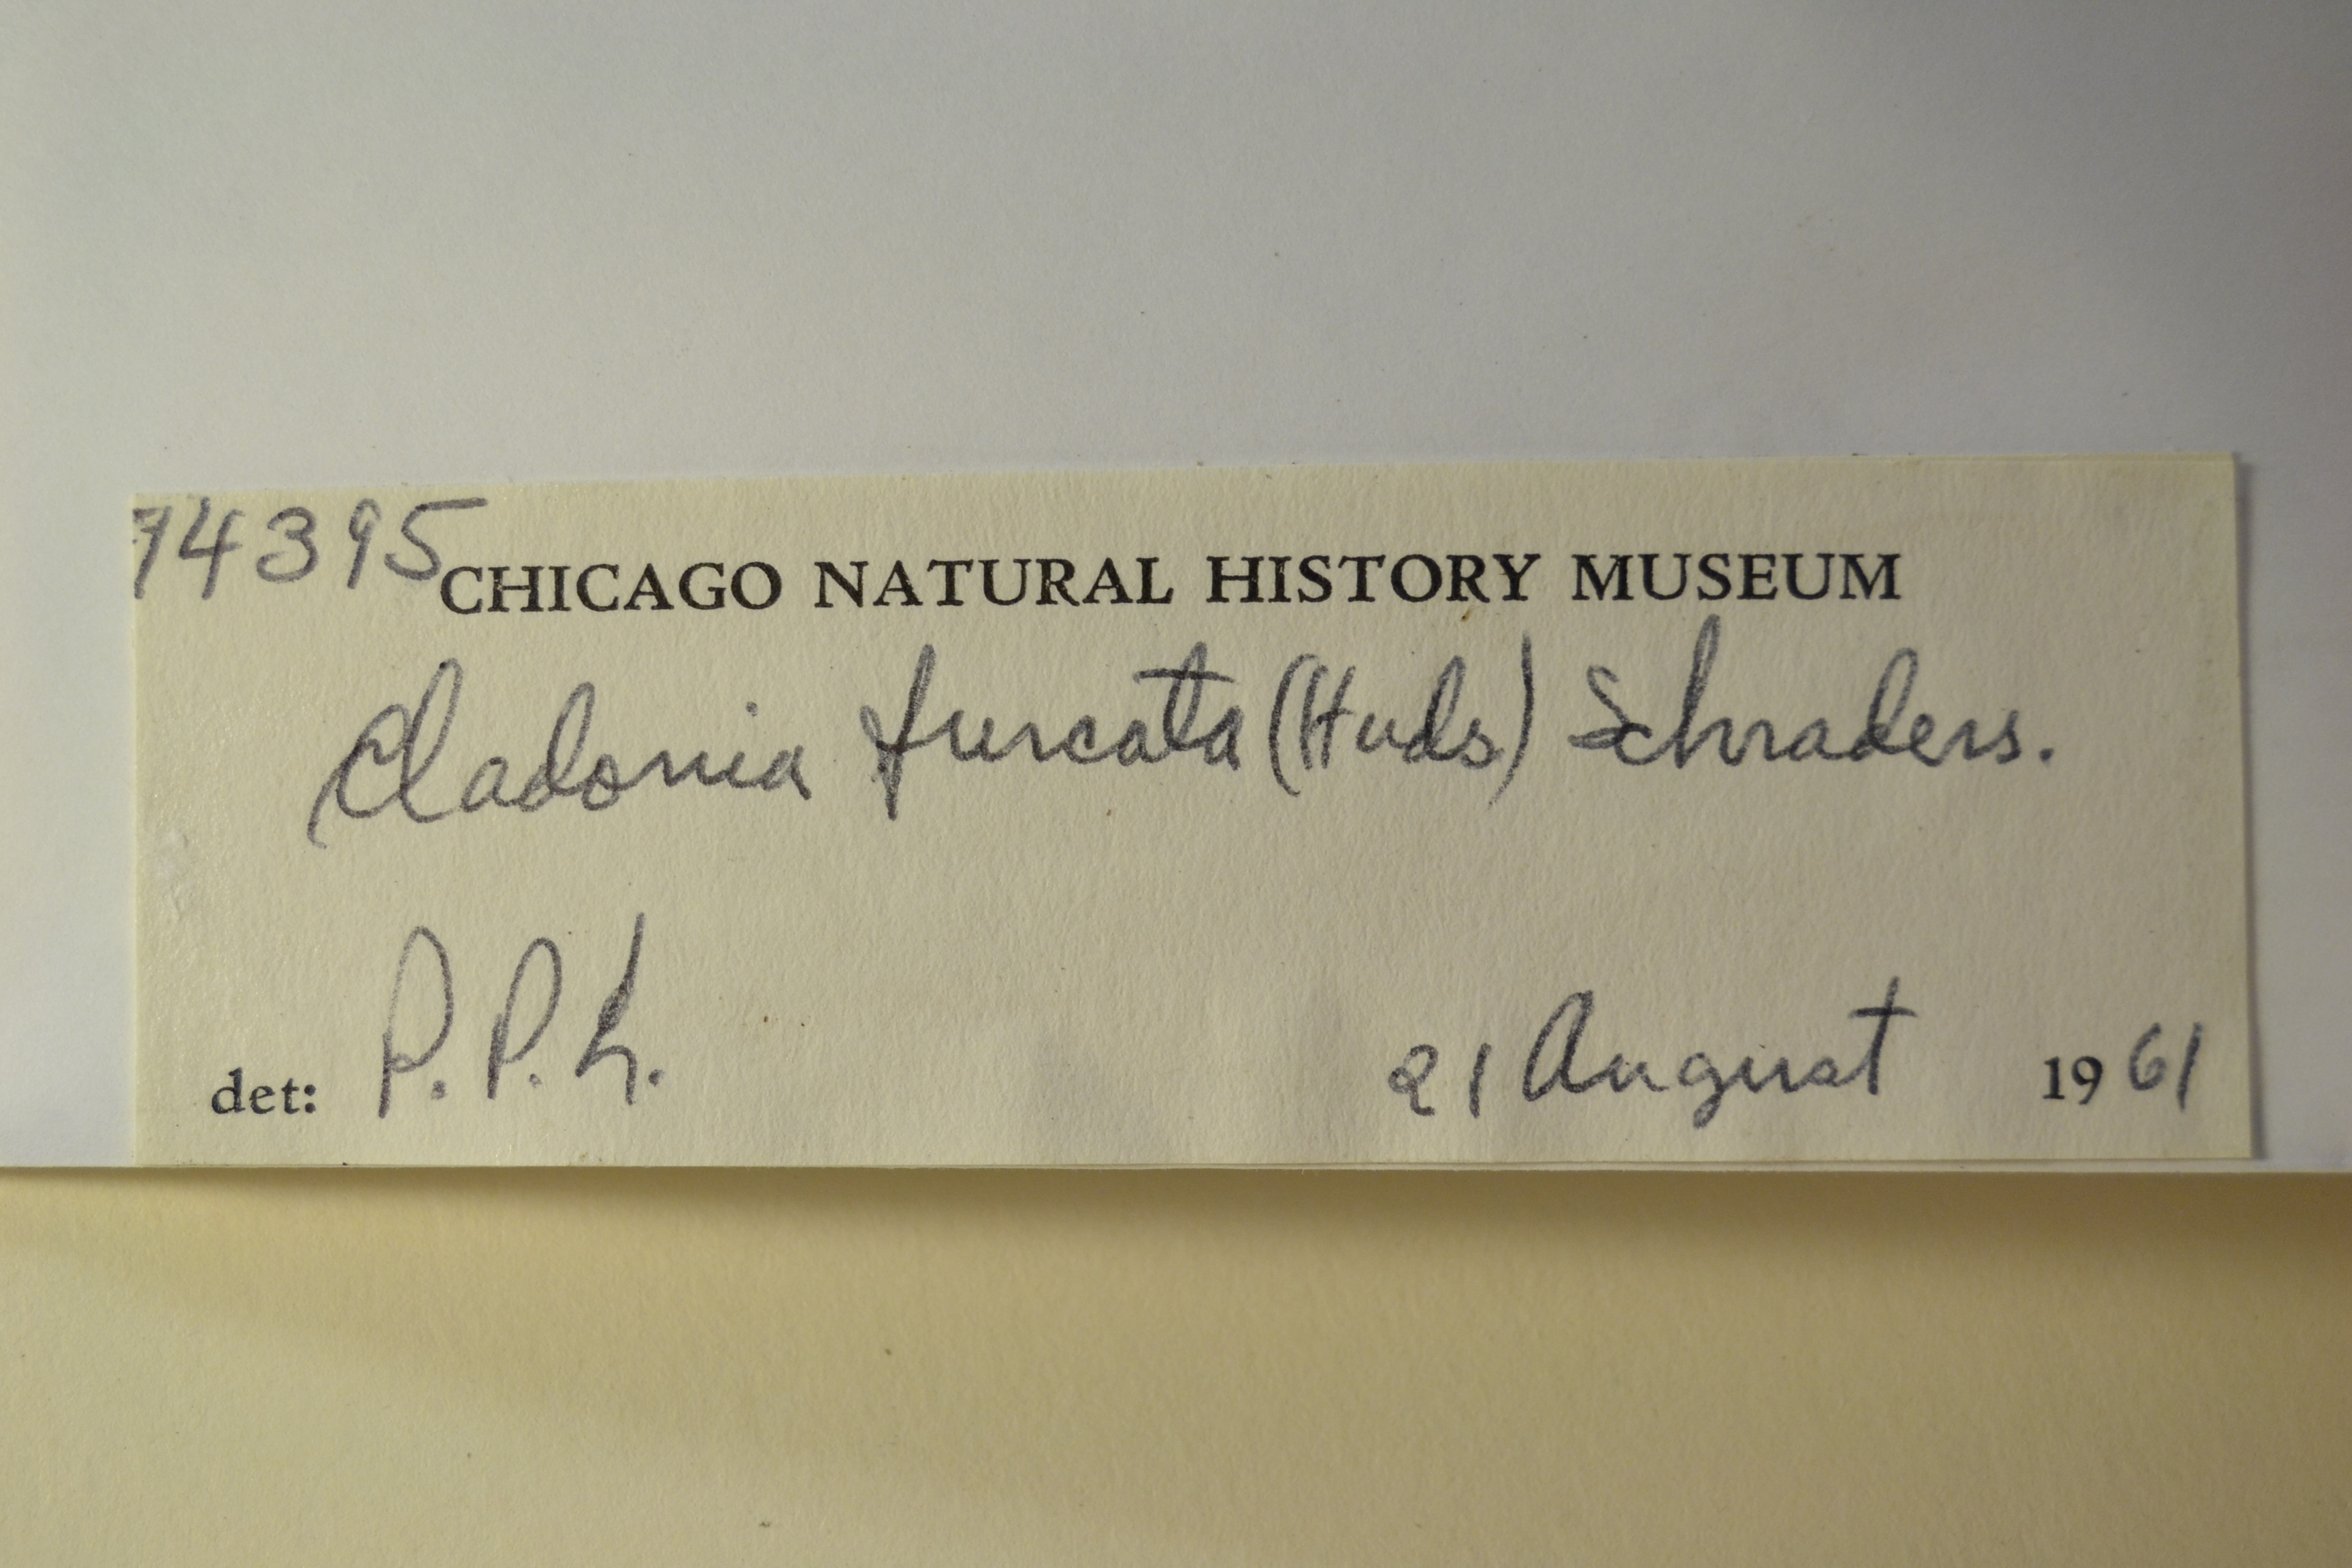 74395
CHICAGO NATURAL HISTORY MUSEUM
Cladonia furcata (Huds) Schraders.
det: P. P. L. 21 August 1961